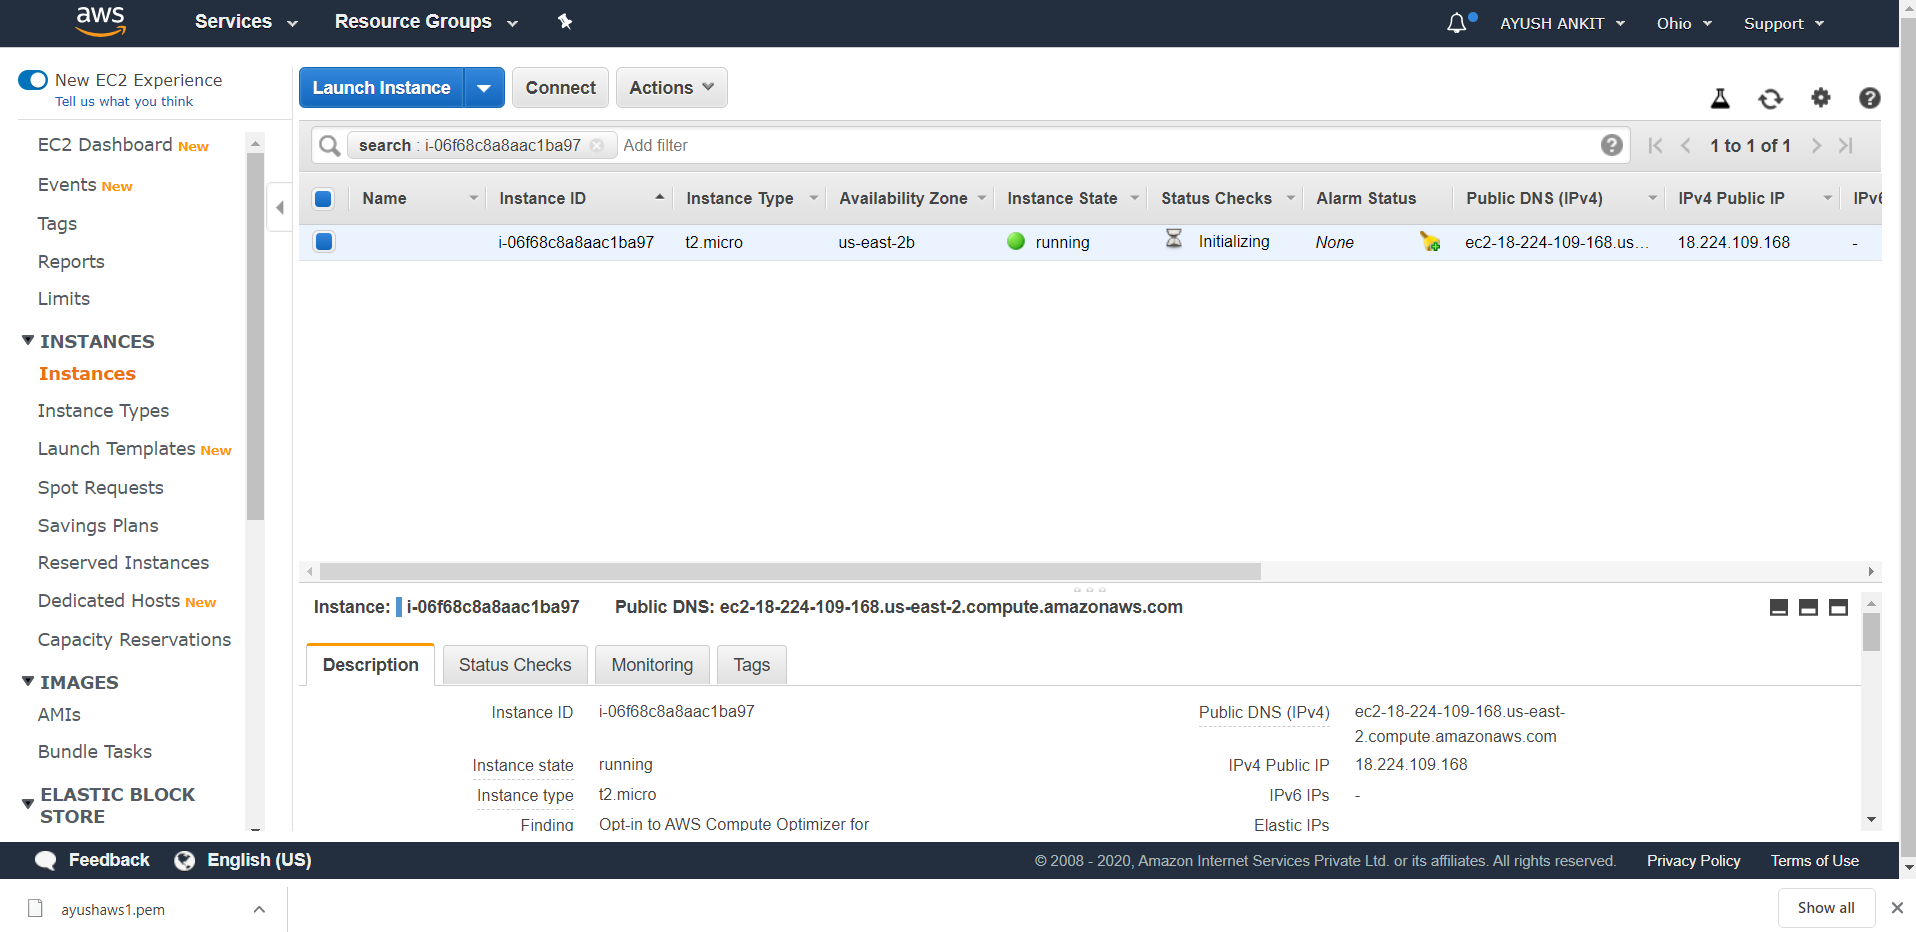 aws
Services
Resource Groups
AYUSH ANKIT
Ohio
Support
New EC2 Experience
Tell us what you think
EC2 Dashboard New
Events New
Tags
Reports
Limits
INSTANCES
Instances
Instance Types
Launch Templates New
Spot Requests
Savings Plans
Reserved Instances
Dedicated Hosts New
Capacity Reservations
IMAGES
AMIs
Bundle Tasks
ELASTIC BLOCK
STORE
Launch Instance
Connect
Actions
search : i-06f68c8a8aac1ba97
Add filter
1 to 1 of 1
Name Instance ID Instance Type Availability Zone Instance State Status Checks Alarm Status Public DNS (IPv4) IPv4 Public IP IPv6
i-06f68c8a8aac1ba97 t2.micro us-east-2b running Initializing None ec2-18-224-109-168.us... 18.224.109.168 -
Instance: i-06f68c8a8aac1ba97 Public DNS: ec2-18-224-109-168.us-east-2.compute.amazonaws.com
Description Status Checks Monitoring Tags
Instance ID i-06f68c8a8aac1ba97
Instance state running
Instance type t2.micro
Finding Opt-in to AWS Compute Optimizer for
Public DNS (IPv4) ec2-18-224-109-168.us-east-
2.compute.amazonaws.com
IPv4 Public IP 18.224.109.168
IPv6 IPs -
Elastic IPs
Feedback
English (US)
© 2008 - 2020, Amazon Internet Services Private Ltd. or its affiliates. All rights reserved.
Privacy Policy
Terms of Use
ayushaws1.pem
Show all